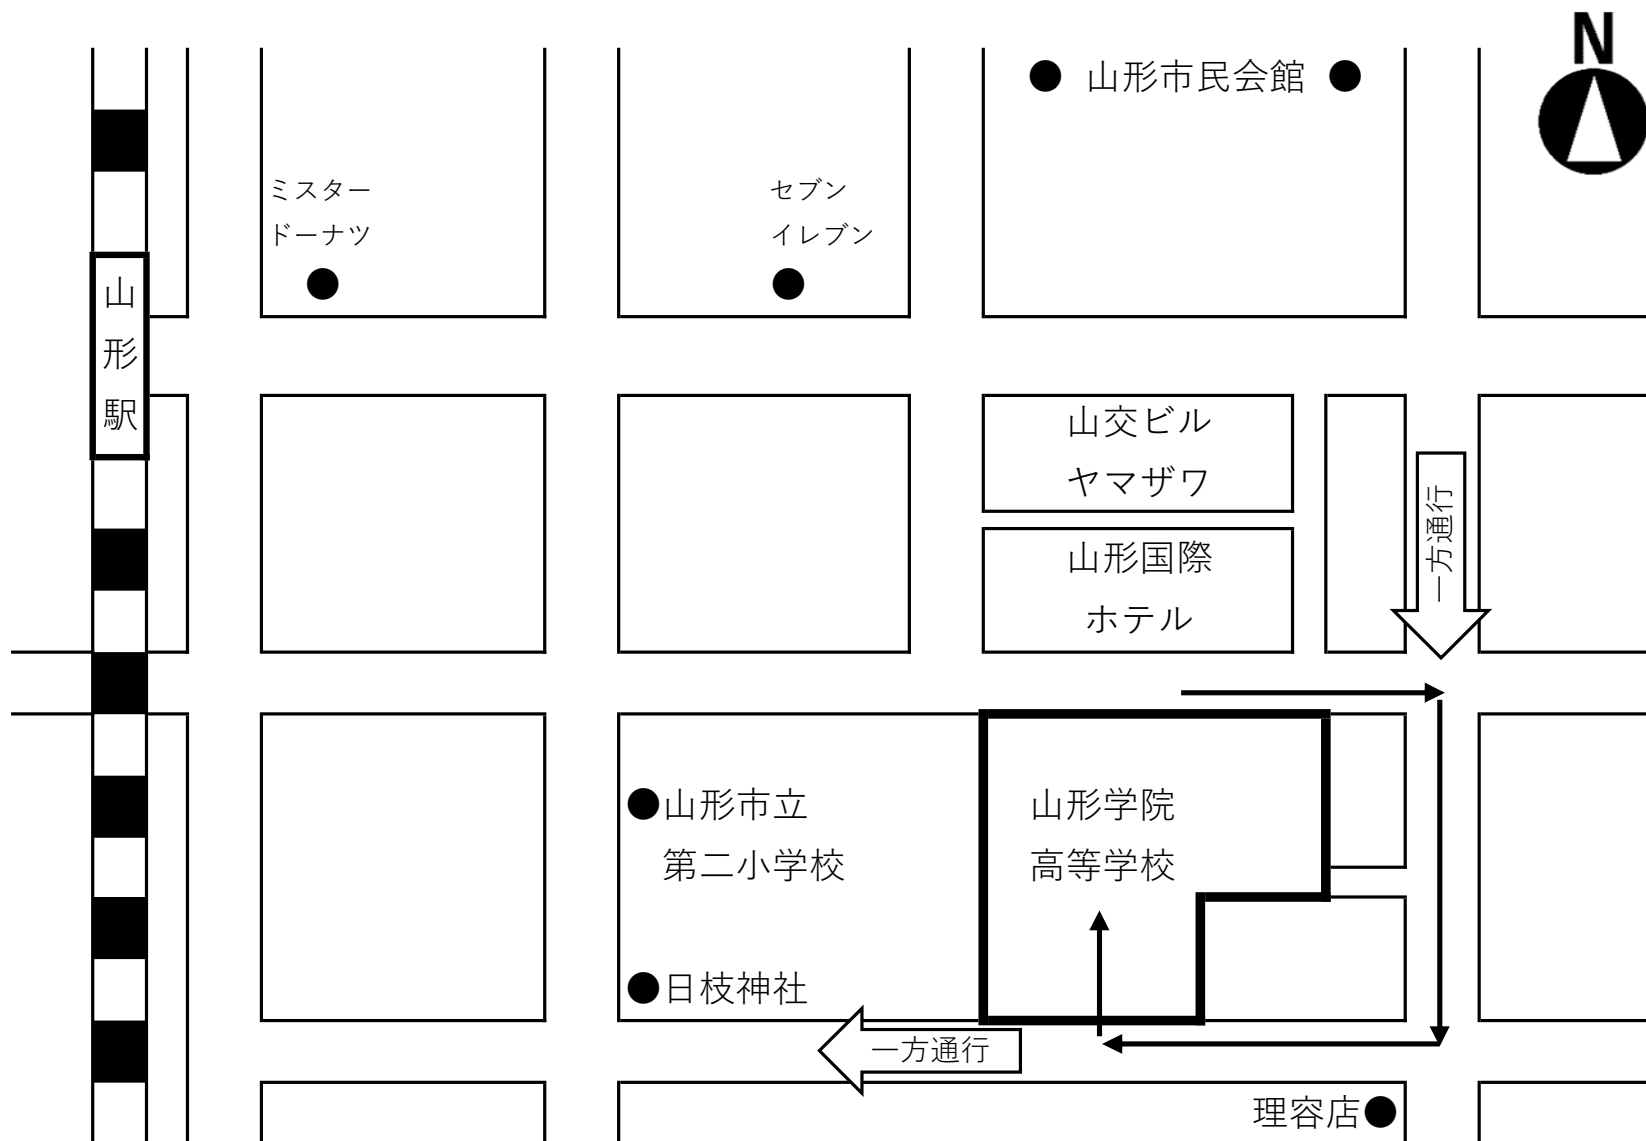 N
山形市民会館
ミスター
ドーナツ
セブン
イレブン
山形駅
山交ビル
ヤマザワ
一方通行
山形国際
ホテル
山形市立
第二小学校
山形学院
高等学校
日枝神社
一方通行
理容店